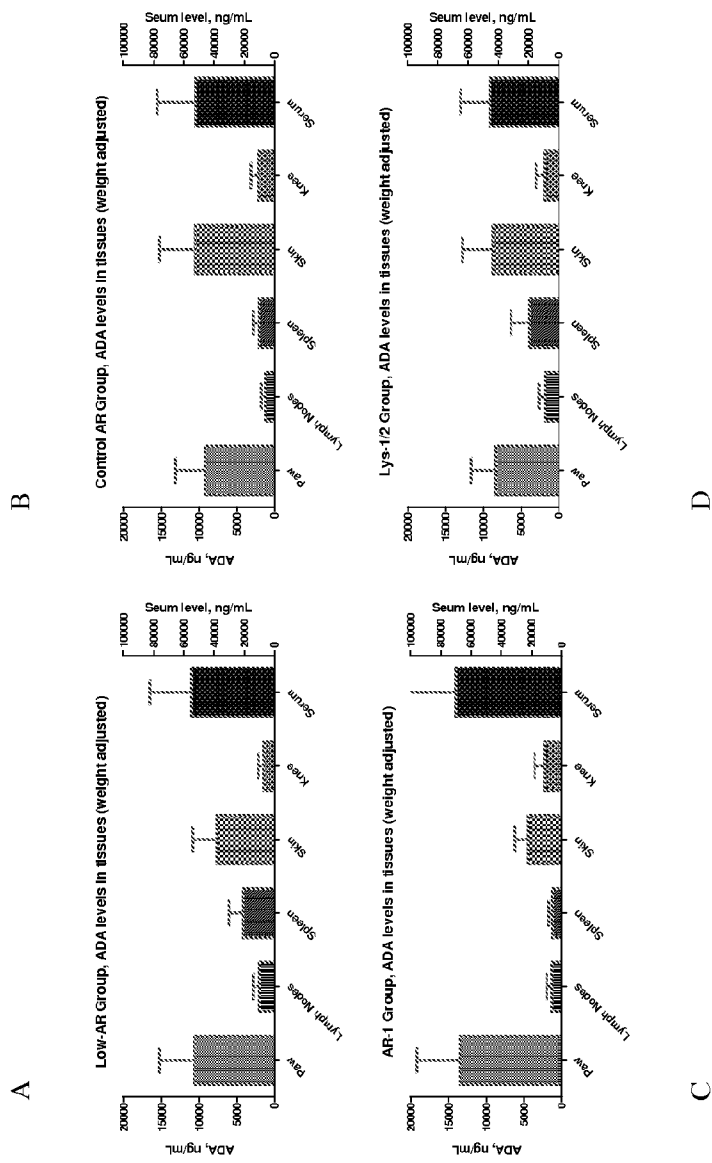 A
Low-AR Group, ADA levels in tissues (weight adjusted)
ADA, ng/mL
20000
15000
10000
5000
0
Seum level, ng/mL
100000
80000
60000
40000
20000
0
Paw
Lymph Nodes
Spleen
Skin
Knee
Serum
B
Control AR Group, ADA levels in tissues (weight adjusted)
ADA, ng/mL
20000
15000
10000
5000
0
Seum level, ng/mL
100000
80000
60000
40000
20000
0
Paw
Lymph Nodes
Spleen
Skin
Knee
Serum
C
AR-1 Group, ADA levels in tissues (weight adjusted)
ADA, ng/mL
20000
15000
10000
5000
0
Seum level, ng/mL
100000
80000
60000
40000
20000
0
Paw
Lymph Nodes
Spleen
Skin
Knee
Serum
D
Lys-1/2 Group, ADA levels in tissues (weight adjusted)
ADA, ng/mL
20000
15000
10000
5000
0
Seum level, ng/mL
100000
80000
60000
40000
20000
0
Paw
Lymph Nodes
Spleen
Skin
Knee
Serum